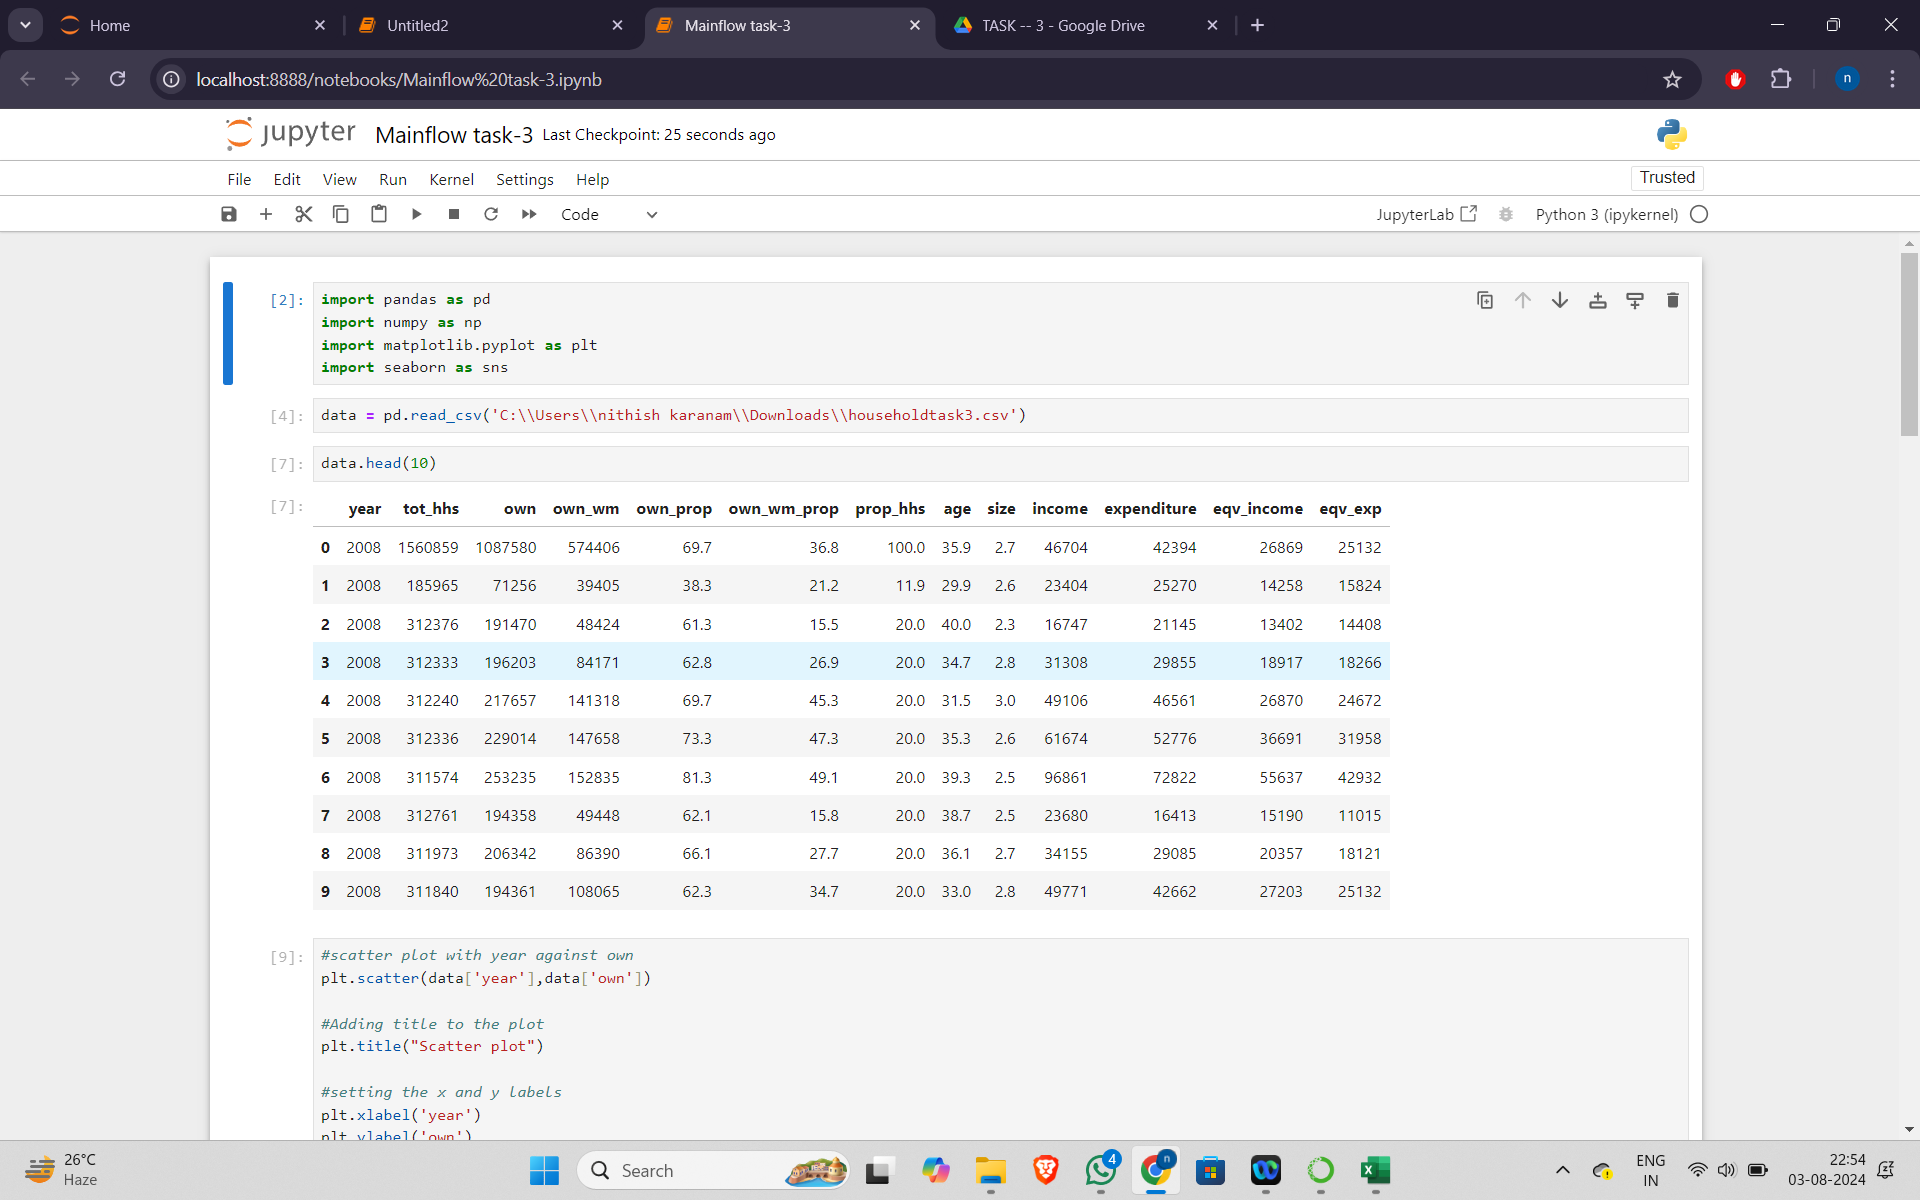 Home
Untitled2
Mainflow task-3
TASK -- 3 - Google Drive
localhost:8888/notebooks/Mainflow%20task-3.ipynb
n
jupyter Mainflow task-3 Last Checkpoint: 25 seconds ago
File Edit View Run Kernel Settings Help
Trusted
Code
JupyterLab
Python 3 (ipykernel)
[2]: import pandas as pd
import numpy as np
import matplotlib.pyplot as plt
import seaborn as sns
[4]: data = pd.read_csv('C:\\Users\\nithish karanam\\Downloads\\householdtask3.csv')
[7]: data.head(10)
[7]:
year tot_hhs own own_wm own_prop own_wm_prop prop_hhs age size income expenditure eqv_income eqv_exp
0 2008 1560859 1087580 574406 69.7 36.8 100.0 35.9 2.7 46704 42394 26869 25132
1 2008 185965 71256 39405 38.3 21.2 11.9 29.9 2.6 23404 25270 14258 15824
2 2008 312376 191470 48424 61.3 15.5 20.0 40.0 2.3 16747 21145 13402 14408
3 2008 312333 196203 84171 62.8 26.9 20.0 34.7 2.8 31308 29855 18917 18266
4 2008 312240 217657 141318 69.7 45.3 20.0 31.5 3.0 49106 46561 26870 24672
5 2008 312336 229014 147658 73.3 47.3 20.0 35.3 2.6 61674 52776 36691 31958
6 2008 311574 253235 152835 81.3 49.1 20.0 39.3 2.5 96861 72822 55637 42932
7 2008 312761 194358 49448 62.1 15.8 20.0 38.7 2.5 23680 16413 15190 11015
8 2008 311973 206342 86390 66.1 27.7 20.0 36.1 2.7 34155 29085 20357 18121
9 2008 311840 194361 108065 62.3 34.7 20.0 33.0 2.8 49771 42662 27203 25132
[9]: #scatter plot with year against own
plt.scatter(data['year'],data['own'])
#Adding title to the plot
plt.title("Scatter plot")
#setting the x and y labels
plt.xlabel('year')
plt.ylabel('own')
26°C
Haze
Search
4
n
ENG
IN
22:54
03-08-2024